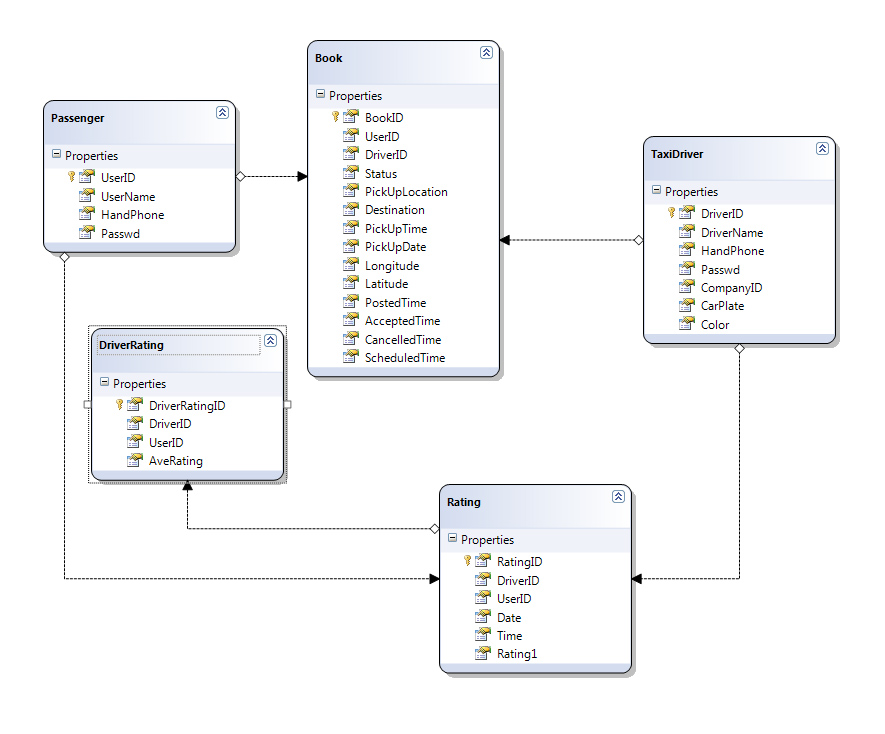 Book
Properties
BookID
UserID
DriverID
Status
PickUpLocation
Destination
PickUpTime
PickUpDate
Longitude
Latitude
PostedTime
AcceptedTime
CancelledTime
ScheduledTime
Passenger
Properties
UserID
UserName
HandPhone
Passwd
TaxiDriver
Properties
DriverID
DriverName
HandPhone
Passwd
CompanyID
CarPlate
Color
DriverRating
Properties
DriverRatingID
DriverID
UserID
AveRating
Rating
Properties
RatingID
DriverID
UserID
Date
Time
Rating1